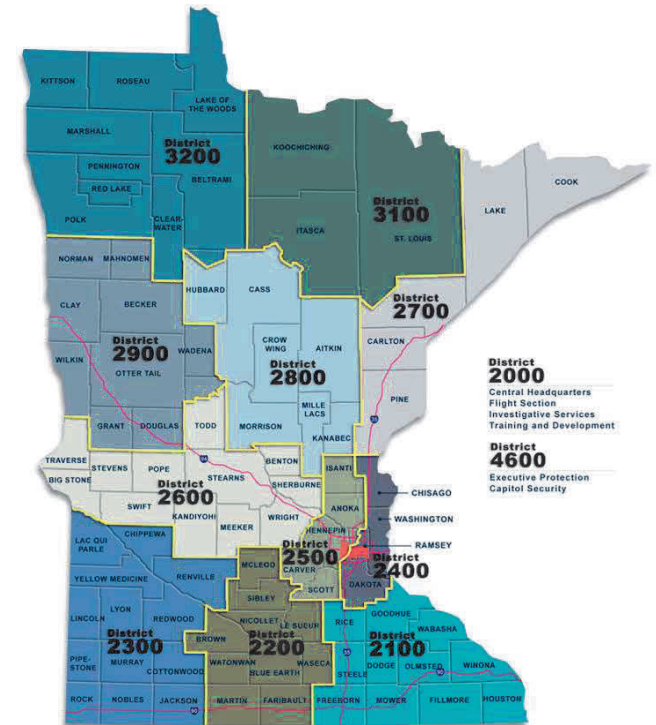 KITTSON
ROSEAU
LAKE OF
THE WOODS
MARSHALL
District
3200
PENNINGTON
BELTRAMI
RED LAKE
POLK
CLEAR-
WATER
KOOCHICHING
District
3100
ITASCA
ST. LOUIS
LAKE
COOK
NORMAN
MAHNOMEN
CLAY
BECKER
District
2900
WILKIN
OTTER TAIL
WADENA
GRANT
DOUGLAS
HUBBARD
CASS
CROW
WING
AITKIN
District
2800
MILLE
LACS
MORRISON
KANABEC
District
2700
CARLTON
PINE
35
District
2000
Central Headquarters
Flight Section
Investigative Services
Training and Development
District
4600
Executive Protection
Capitol Security
TODD
TRAVERSE
BIG STONE
STEVENS
POPE
94
STEARNS
BENTON
SHERBURNE
District
2600
SWIFT
KANDIYOHI
MEEKER
WRIGHT
ISANTI
ANOKA
HENNEPIN
District
2500
CARVER
SCOTT
CHISAGO
WASHINGTON
RAMSEY
District
2400
DAKOTA
LAC QUI
PARLE
CHIPPEWA
YELLOW MEDICINE
RENVILLE
LYON
LINCOLN
REDWOOD
District
2300
PIPE-
STONE
MURRAY
COTTONWOOD
ROCK
NOBLES
JACKSON
90
MCLEOD
SIBLEY
NICOLLET
LE SUEUR
District
2200
BROWN
WATONWAN
BLUE EARTH
WASECA
MARTIN
FARIBAULT
RICE
GOODHUE
WABASHA
District
2100
35
STEELE
DODGE
OLMSTED
WINONA
90
FREEBORN
MOWER
FILLMORE
HOUSTON